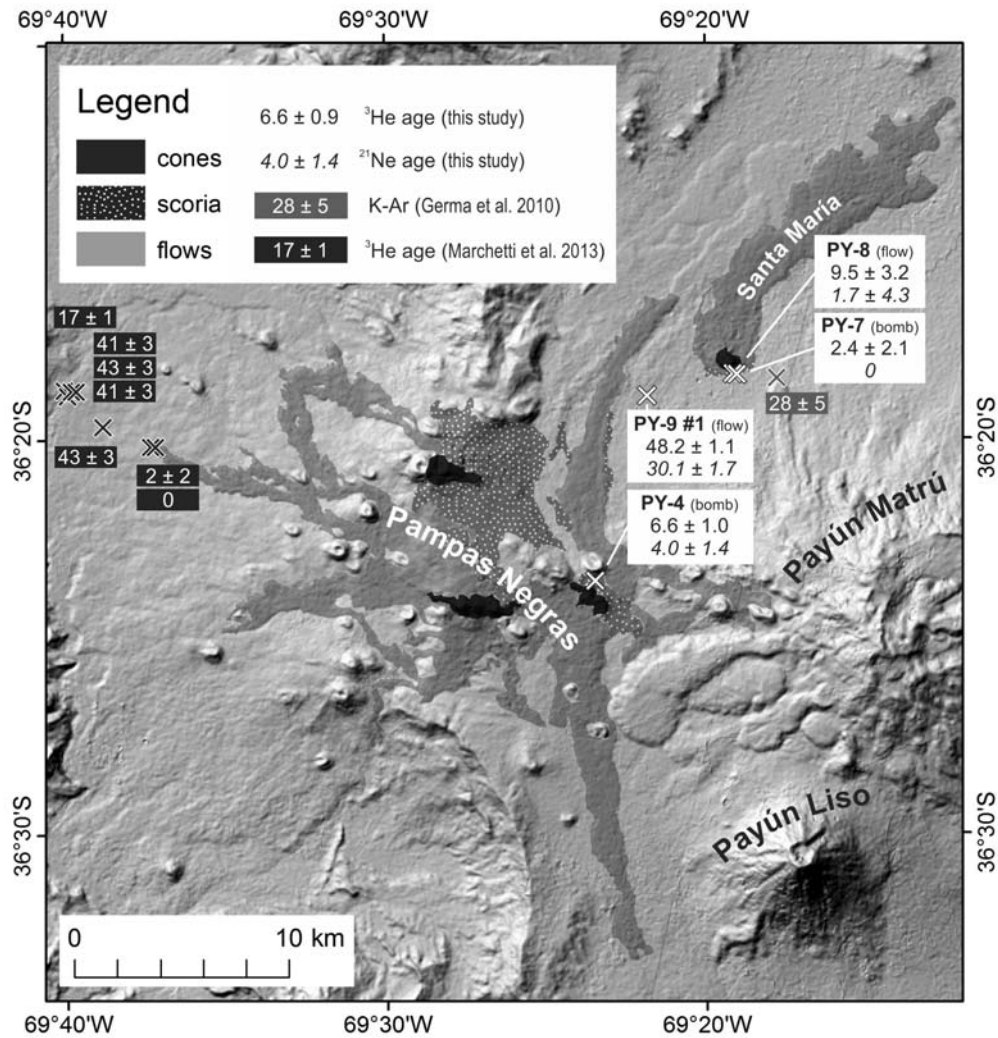 69°40'W 69°30'W 69°20'W
Legend
cones
scoria
flows
6.6 ± 0.9 ³He age (this study)
4.0 ± 1.4 ²¹Ne age (this study)
28 ± 5 K-Ar (Germa et al. 2010)
17 ± 1 ³He age (Marchetti et al. 2013)
Santa María
PY-8 (flow)
9.5 ± 3.2
1.7 ± 4.3
PY-7 (bomb)
2.4 ± 2.1
0
28 ± 5
17 ± 1
41 ± 3
43 ± 3
41 ± 3
43 ± 3
2 ± 2
0
PY-9 #1 (flow)
48.2 ± 1.1
30.1 ± 1.7
PY-4 (bomb)
6.6 ± 1.0
4.0 ± 1.4
36°20'S
36°20'S
Pampas Negras
Payún Matrú
Payún Liso
36°30'S
36°30'S
0 10 km
69°40'W 69°30'W 69°20'W